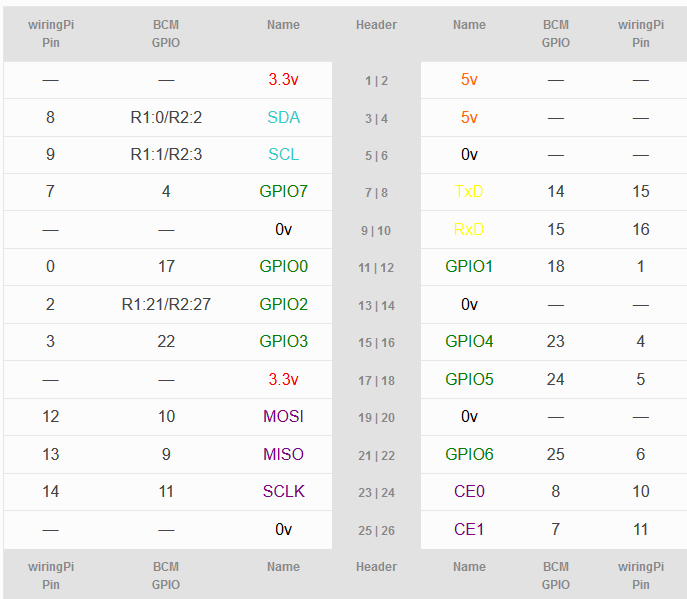 wiringPi Pin BCM GPIO Name Header Name BCM GPIO wiringPi Pin
— — 3.3v 1 | 2 5v — —
8 R1:0/R2:2 SDA 3 | 4 5v — —
9 R1:1/R2:3 SCL 5 | 6 0v — —
7 4 GPIO7 7 | 8 TxD 14 15
— — 0v 9 | 10 RxD 15 16
0 17 GPIO0 11 | 12 GPIO1 18 1
2 R1:21/R2:27 GPIO2 13 | 14 0v — —
3 22 GPIO3 15 | 16 GPIO4 23 4
— — 3.3v 17 | 18 GPIO5 24 5
12 10 MOSI 19 | 20 0v — —
13 9 MISO 21 | 22 GPIO6 25 6
14 11 SCLK 23 | 24 CE0 8 10
— — 0v 25 | 26 CE1 7 11
wiringPi Pin BCM GPIO Name Header Name BCM GPIO wiringPi Pin